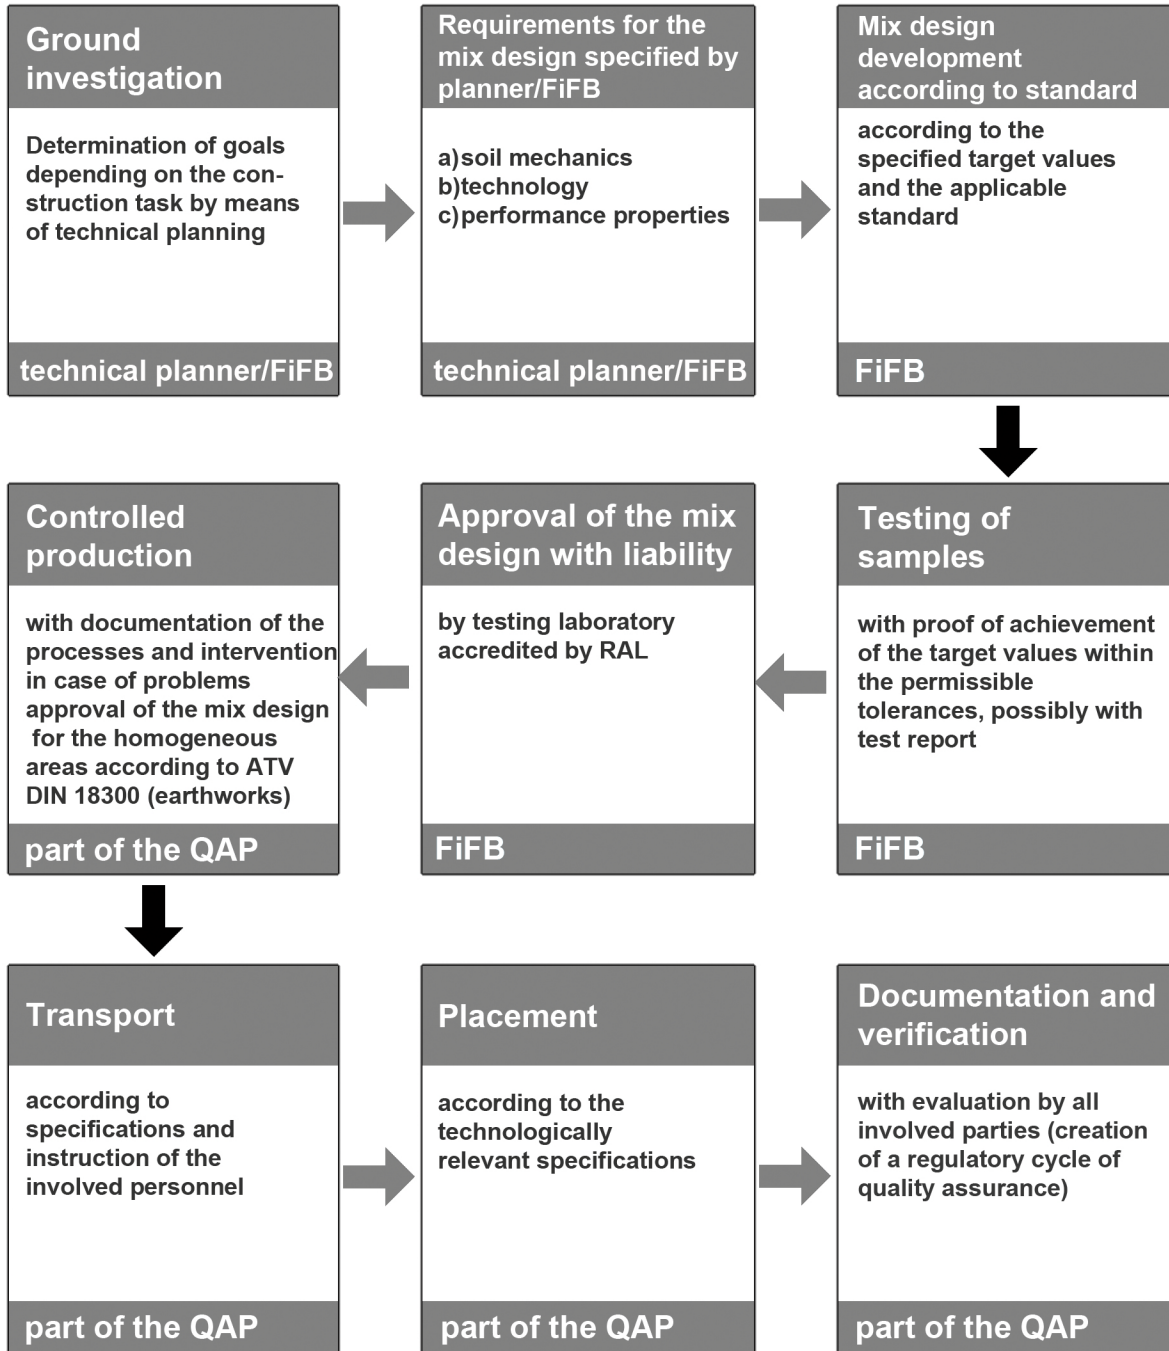 Ground
investigation
Determination of goals
depending on the con-
struction task by means
of technical planning
technical planner/FiFB
Requirements for the
mix design specified by
planner/FiFB
a)soil mechanics
b)technology
c)performance properties
technical planner/FiFB
Mix design
development
according to standard
according to the
specified target values
and the applicable
standard
FiFB
Testing of
samples
with proof of achievement
of the target values within
the permissible
tolerances, possibly with
test report
FiFB
Approval of the mix
design with liability
by testing laboratory
accredited by RAL
FiFB
Controlled
production
with documentation of the
processes and intervention
in case of problems
approval of the mix design
for the homogeneous
areas according to ATV
DIN 18300 (earthworks)
part of the QAP
Transport
according to
specifications and
instruction of the
involved personnel
part of the QAP
Placement
according to the
technologically
relevant specifications
part of the QAP
Documentation and
verification
with evaluation by all
involved parties (creation
of a regulatory cycle of
quality assurance)
part of the QAP